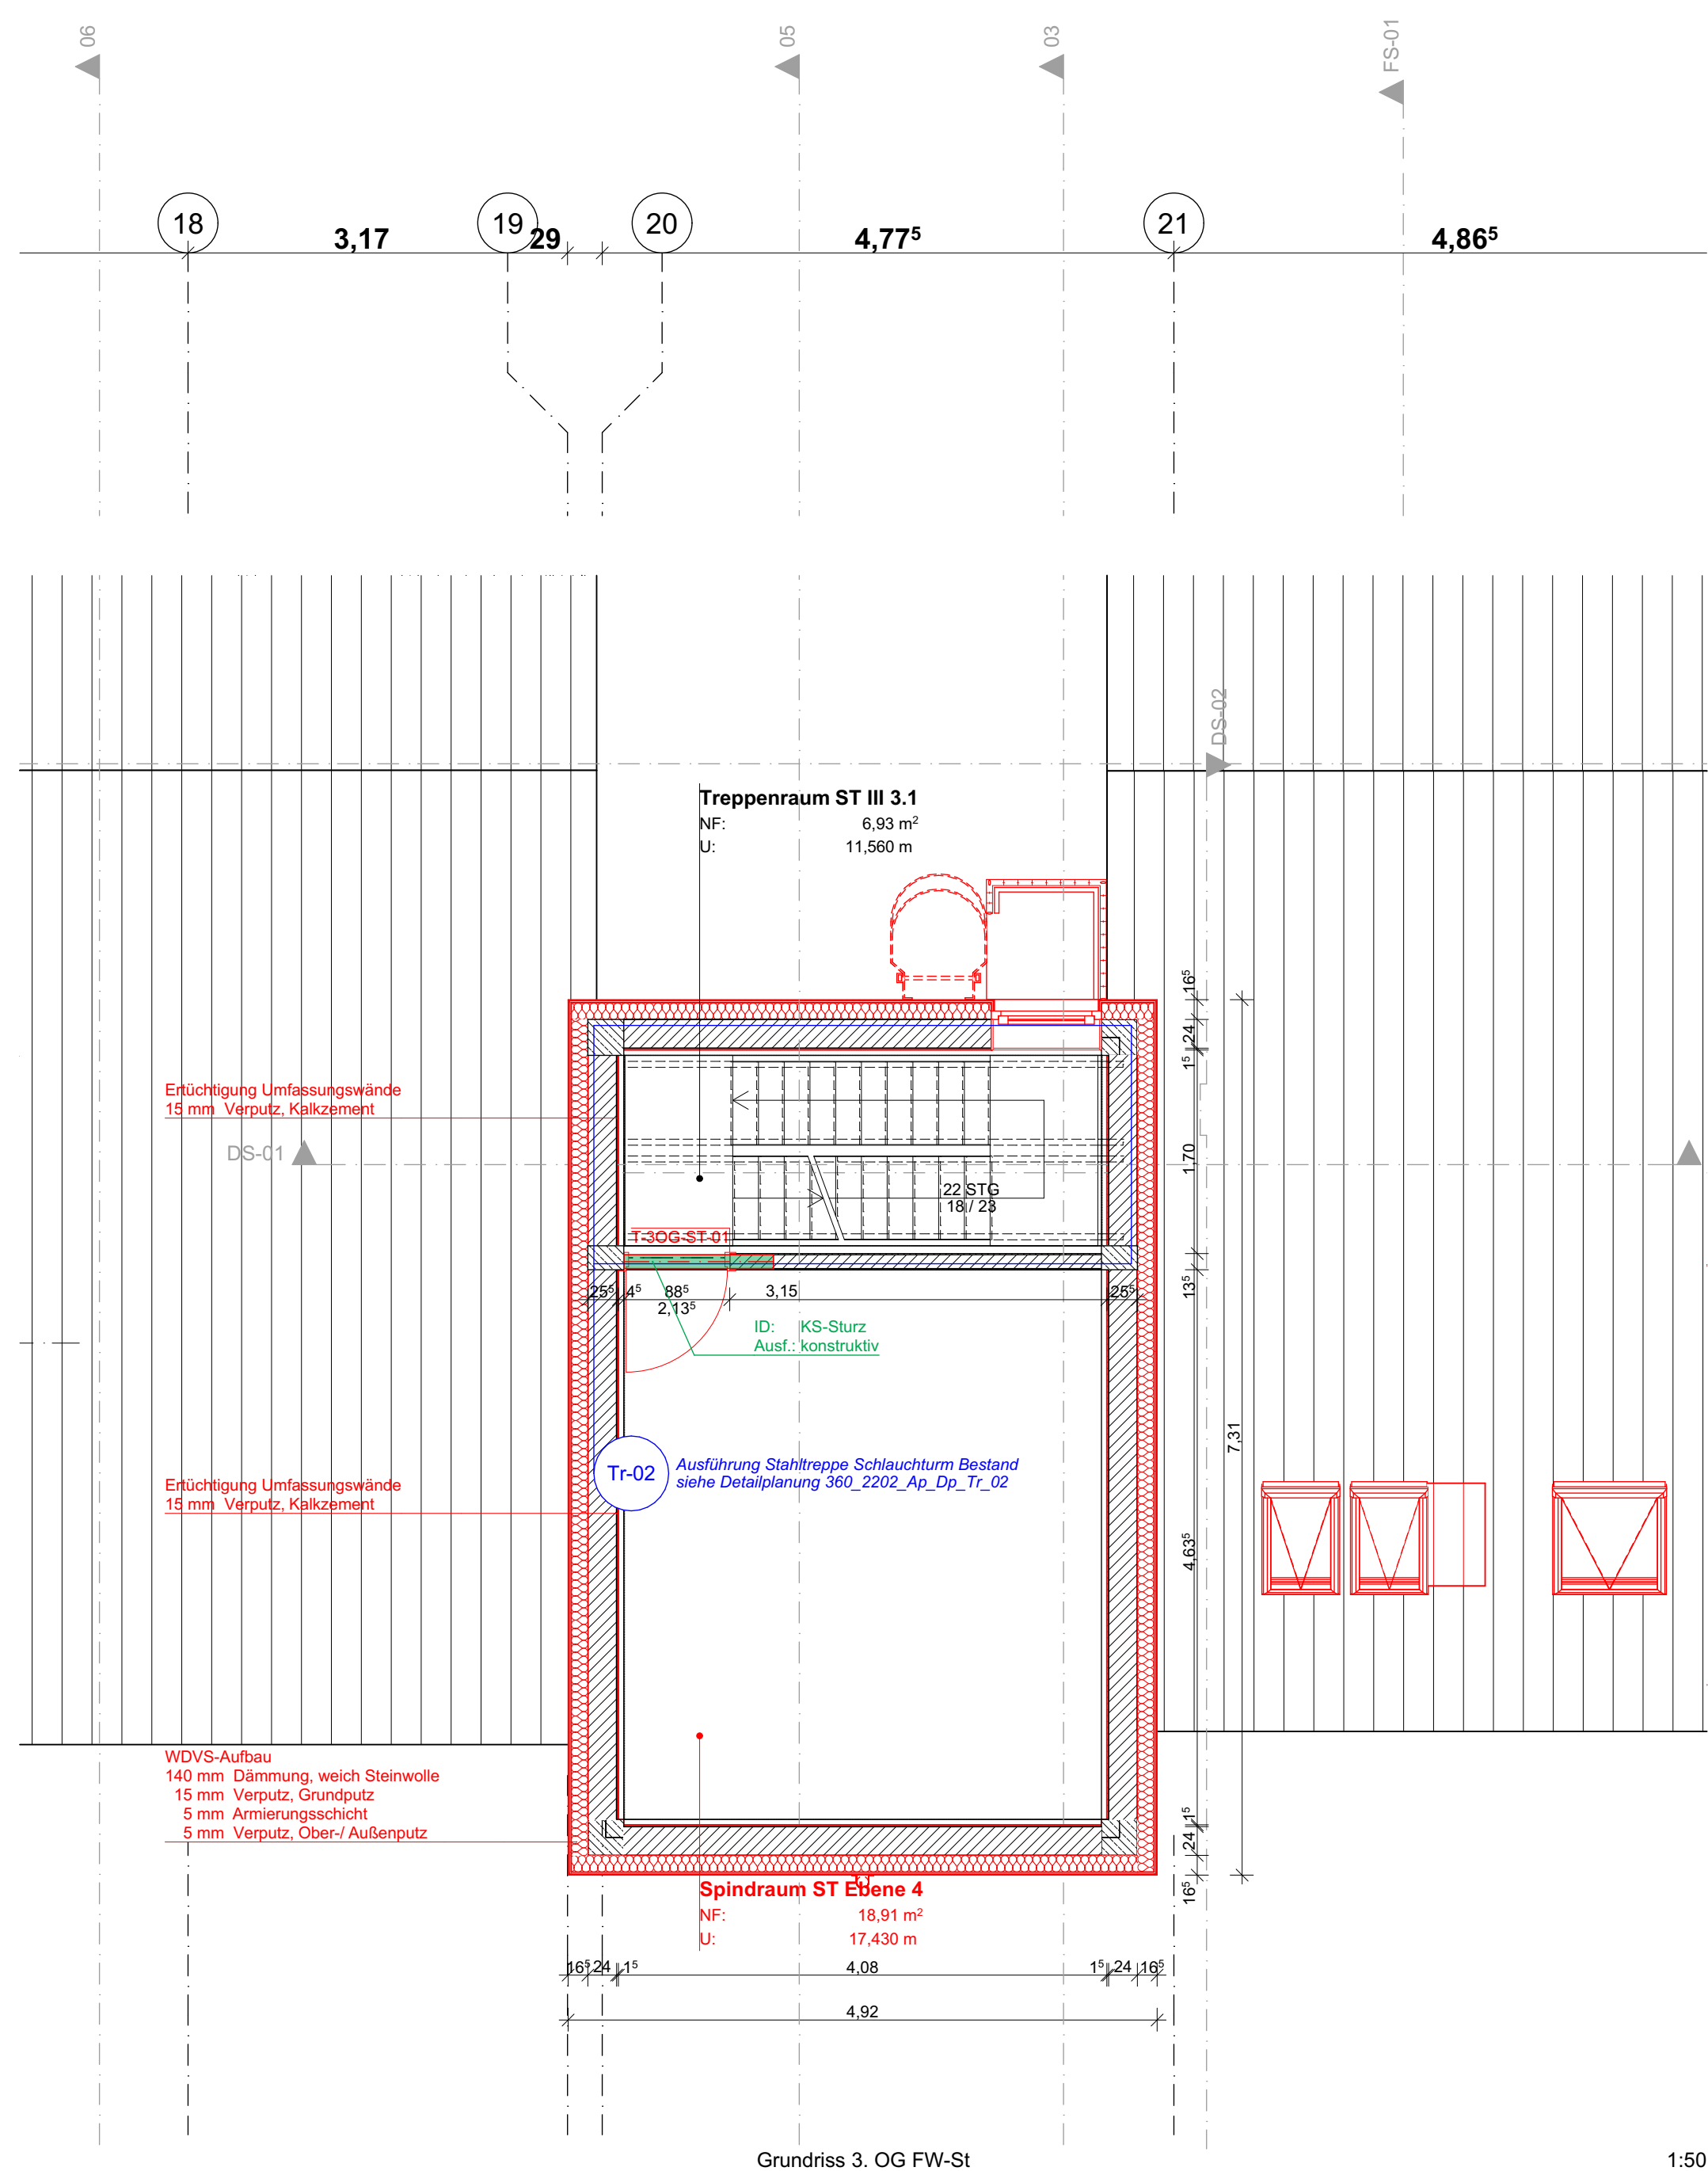 06
05
03
FS-01
18
3,17
19
29
20
4,77⁵
21
4,86⁵
DS-02
Treppenraum ST III 3.1
NF: 6,93 m²
U: 11,560 m
16⁵
24
1⁵
1,70
13⁵
7,31
4,63⁵
1⁵
24
16⁵
Ertüchtigung Umfassungswände
15 mm Verputz, Kalkzement
DS-01
22 STG
18 / 23
T-3OG-ST-01
25⁵
4⁵
88⁵
2,13⁵
3,15
25⁵
ID: KS-Sturz
Ausf.: konstruktiv
Tr-02
Ausführung Stahltreppe Schlauchturm Bestand
siehe Detailplanung 360_2202_Ap_Dp_Tr_02
Ertüchtigung Umfassungswände
15 mm Verputz, Kalkzement
WDVS-Aufbau
140 mm Dämmung, weich Steinwolle
15 mm Verputz, Grundputz
5 mm Armierungsschicht
5 mm Verputz, Ober-/ Außenputz
Spindraum ST Ebene 4
NF: 18,91 m²
U: 17,430 m
16⁵
24
1⁵
4,08
1⁵
24
16⁵
4,92
Grundriss 3. OG FW-St
1:50